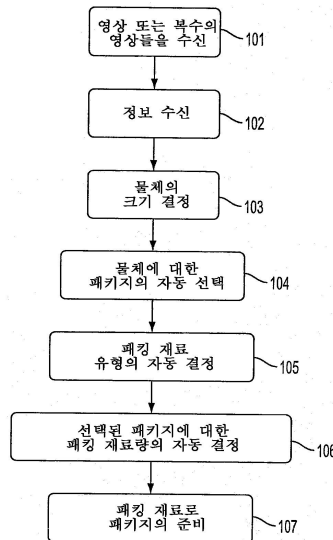 영상 또는 복수의
영상들을 수신
101
정보 수신
102
물체의
크기 결정
103
물체에 대한
패키지의 자동 선택
104
패킹 재료
유형의 자동 결정
105
선택된 패키지에 대한
패킹 재료량의 자동 결정
106
패킹 재료로
패키지의 준비
107